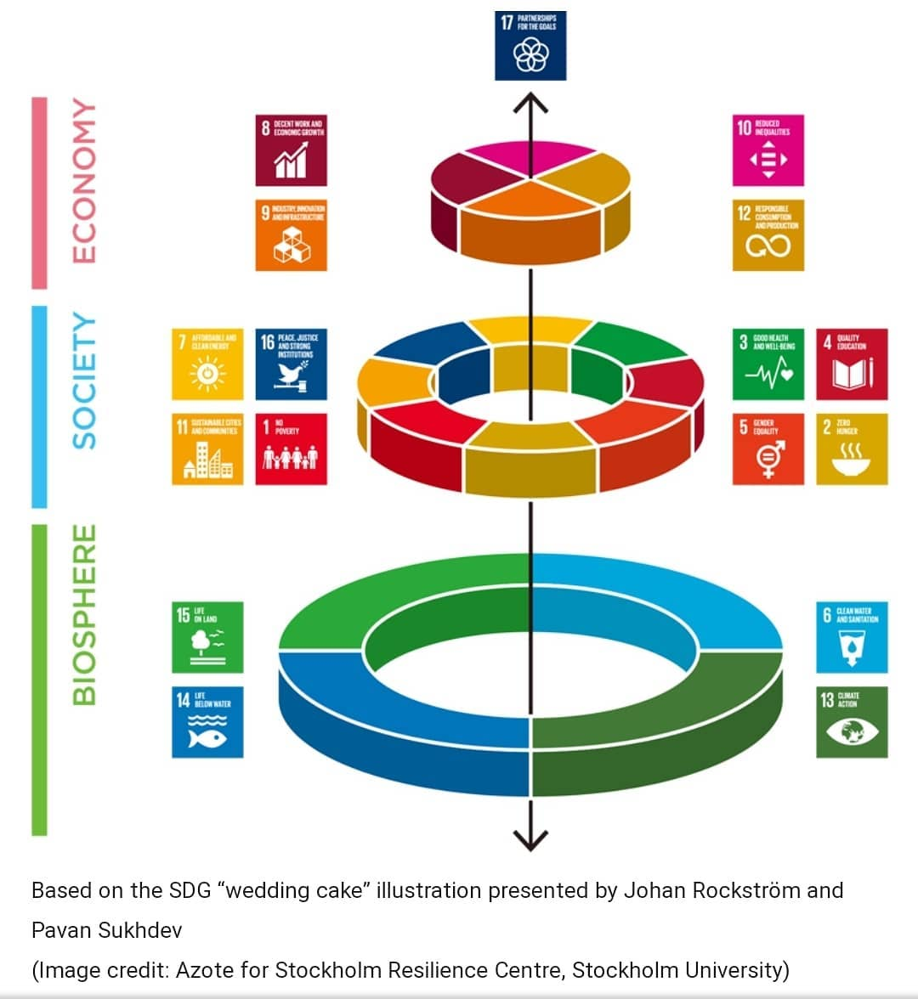 17 PARTNERSHIPS
FOR THE GOALS
ECONOMY
8 DECENT WORK AND
ECONOMIC GROWTH
10 REDUCED
INEQUALITIES
9 INDUSTRY, INNOVATION
AND INFRASTRUCTURE
12 RESPONSIBLE
CONSUMPTION
AND PRODUCTION
SOCIETY
7 AFFORDABLE AND
CLEAN ENERGY
16 PEACE, JUSTICE
AND STRONG
INSTITUTIONS
3 GOOD HEALTH
AND WELL-BEING
4 QUALITY
EDUCATION
11 SUSTAINABLE CITIES
AND COMMUNITIES
1 NO
POVERTY
5 GENDER
EQUALITY
2 ZERO
HUNGER
BIOSPHERE
15 LIFE
ON LAND
6 CLEAN WATER
AND SANITATION
14 LIFE
BELOW WATER
13 CLIMATE
ACTION
Based on the SDG “wedding cake” illustration presented by Johan Rockström and
Pavan Sukhdev
(Image credit: Azote for Stockholm Resilience Centre, Stockholm University)